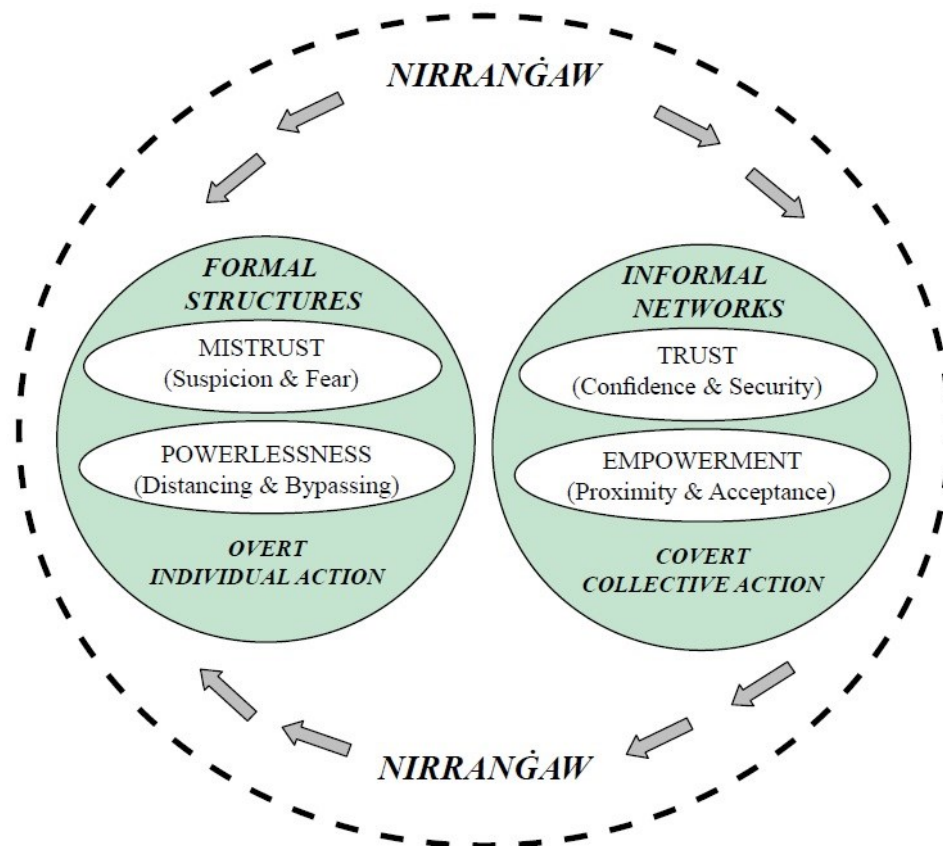 NIRRANĠAW
FORMAL
STRUCTURES
MISTRUST
(Suspicion & Fear)
POWERLESSNESS
(Distancing & Bypassing)
OVERT
INDIVIDUAL ACTION
INFORMAL
NETWORKS
TRUST
(Confidence & Security)
EMPOWERMENT
(Proximity & Acceptance)
COVERT
COLLECTIVE ACTION
NIRRANĠAW